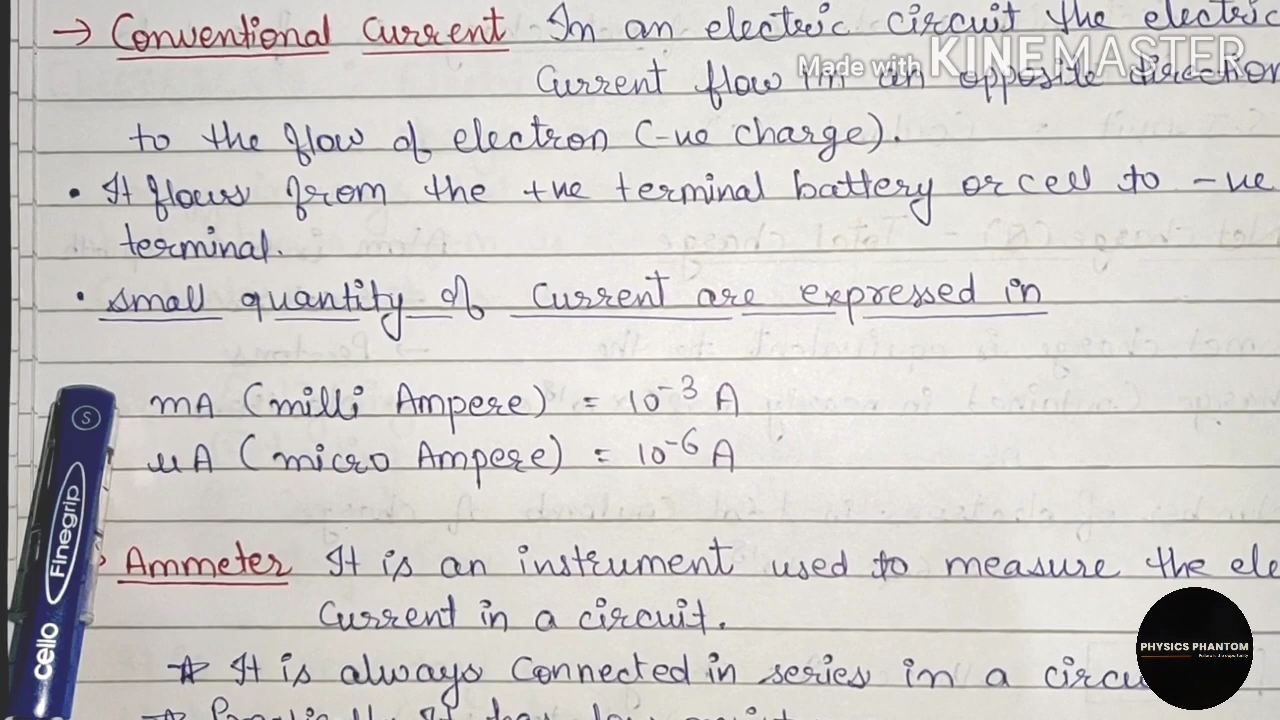 → Conventional Current In an electric circuit the electric
Current flow in an opposite direction
to the flow of electron (-ve charge).
• It flows from the +ve terminal battery or cell to -ve
terminal.
• small quantity of Current are expressed in
mA (milli Ampere) = 10⁻³ A
μA (micro Ampere) = 10⁻⁶ A
Ammeter It is an instrument used to measure the ele
Current in a circuit.
☆ It is always Connected in series in a circu
It has low
Made with KINEMASTER
S
cello Finegrip
PHYSICS PHANTOM